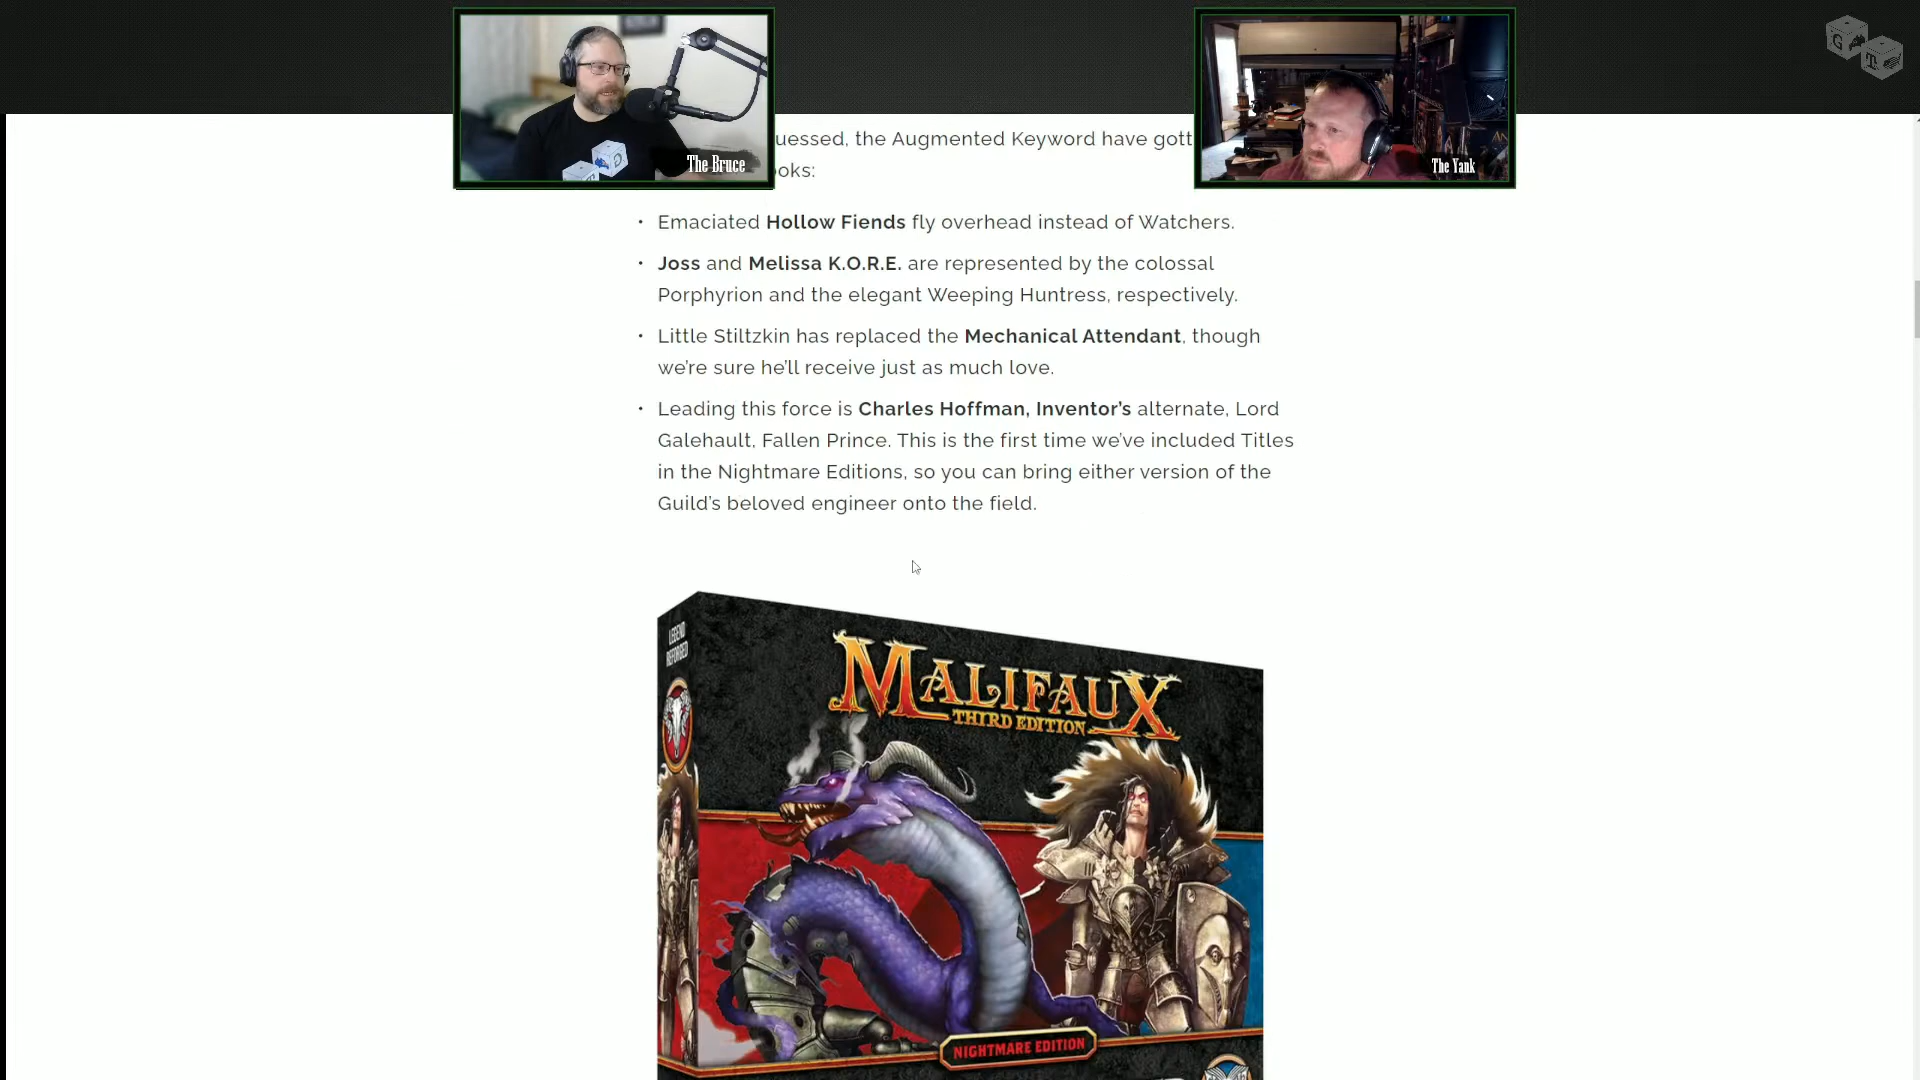 The Bruce
The Yank
uessed, the Augmented Keyword have gott
oks:
• Emaciated Hollow Fiends fly overhead instead of Watchers.
• Joss and Melissa K.O.R.E. are represented by the colossal
Porphyrion and the elegant Weeping Huntress, respectively.
• Little Stiltzkin has replaced the Mechanical Attendant, though
we’re sure he’ll receive just as much love.
• Leading this force is Charles Hoffman, Inventor’s alternate, Lord
Galehault, Fallen Prince. This is the first time we’ve included Titles
in the Nightmare Editions, so you can bring either version of the
Guild’s beloved engineer onto the field.
LEGEND
REFORGED
MALIFAUX
THIRD EDITION
NIGHTMARE EDITION